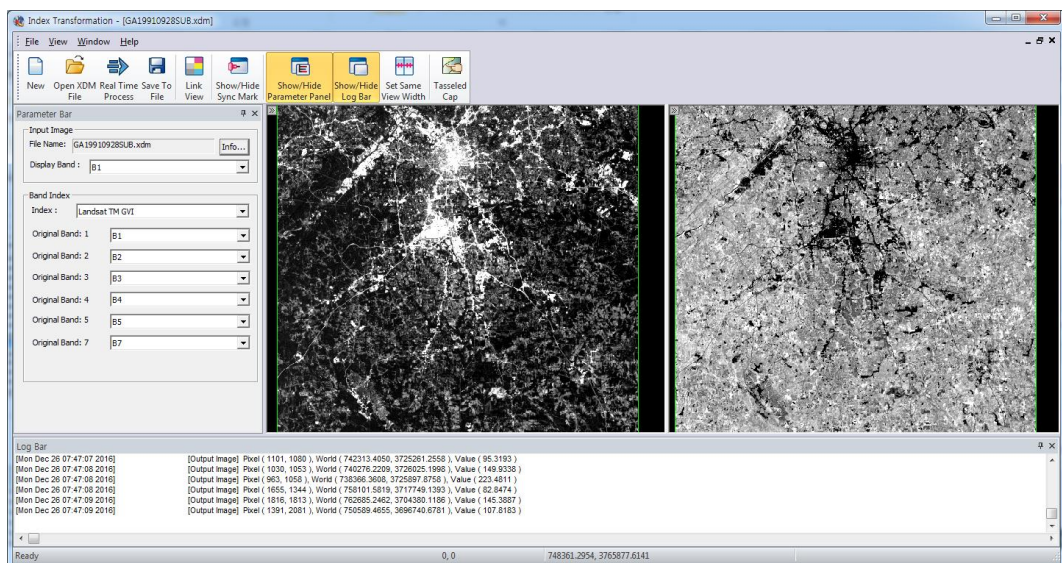 Index Transformation - [GA19910928SUB.xdm]
File View Window Help
New
Open XDM File
Real Time Process
Save To File
Link View
Show/Hide Sync Mark
Show/Hide Parameter Panel
Show/Hide Log Bar
Set Same View Width
Tasseled Cap
Parameter Bar
Input Image
File Name: GA19910928SUB.xdm Info...
Display Band : B1
Band Index
Index : Landsat TM GVI
Original Band: 1 B1
Original Band: 2 B2
Original Band: 3 B3
Original Band: 4 B4
Original Band: 5 B5
Original Band: 7 B7
Log Bar
[Mon Dec 26 07:47:07 2016] [Output Image] Pixel ( 1101, 1080 ), World ( 742313.4050, 3725261.2558 ), Value ( 95.3193 )
[Mon Dec 26 07:47:08 2016] [Output Image] Pixel ( 1030, 1053 ), World ( 740276.2209, 3726025.1998 ), Value ( 149.9338 )
[Mon Dec 26 07:47:08 2016] [Output Image] Pixel ( 963, 1058 ), World ( 738366.3608, 3725897.8758 ), Value ( 223.4811 )
[Mon Dec 26 07:47:08 2016] [Output Image] Pixel ( 1655, 1344 ), World ( 758101.5819, 3717749.1393 ), Value ( 82.8474 )
[Mon Dec 26 07:47:09 2016] [Output Image] Pixel ( 1816, 1813 ), World ( 762685.2462, 3704380.1186 ), Value ( 145.3887 )
[Mon Dec 26 07:47:09 2016] [Output Image] Pixel ( 1391, 2081 ), World ( 750589.4655, 3696740.6781 ), Value ( 107.8183 )
Ready 0, 0 748361.2954, 3765877.6141